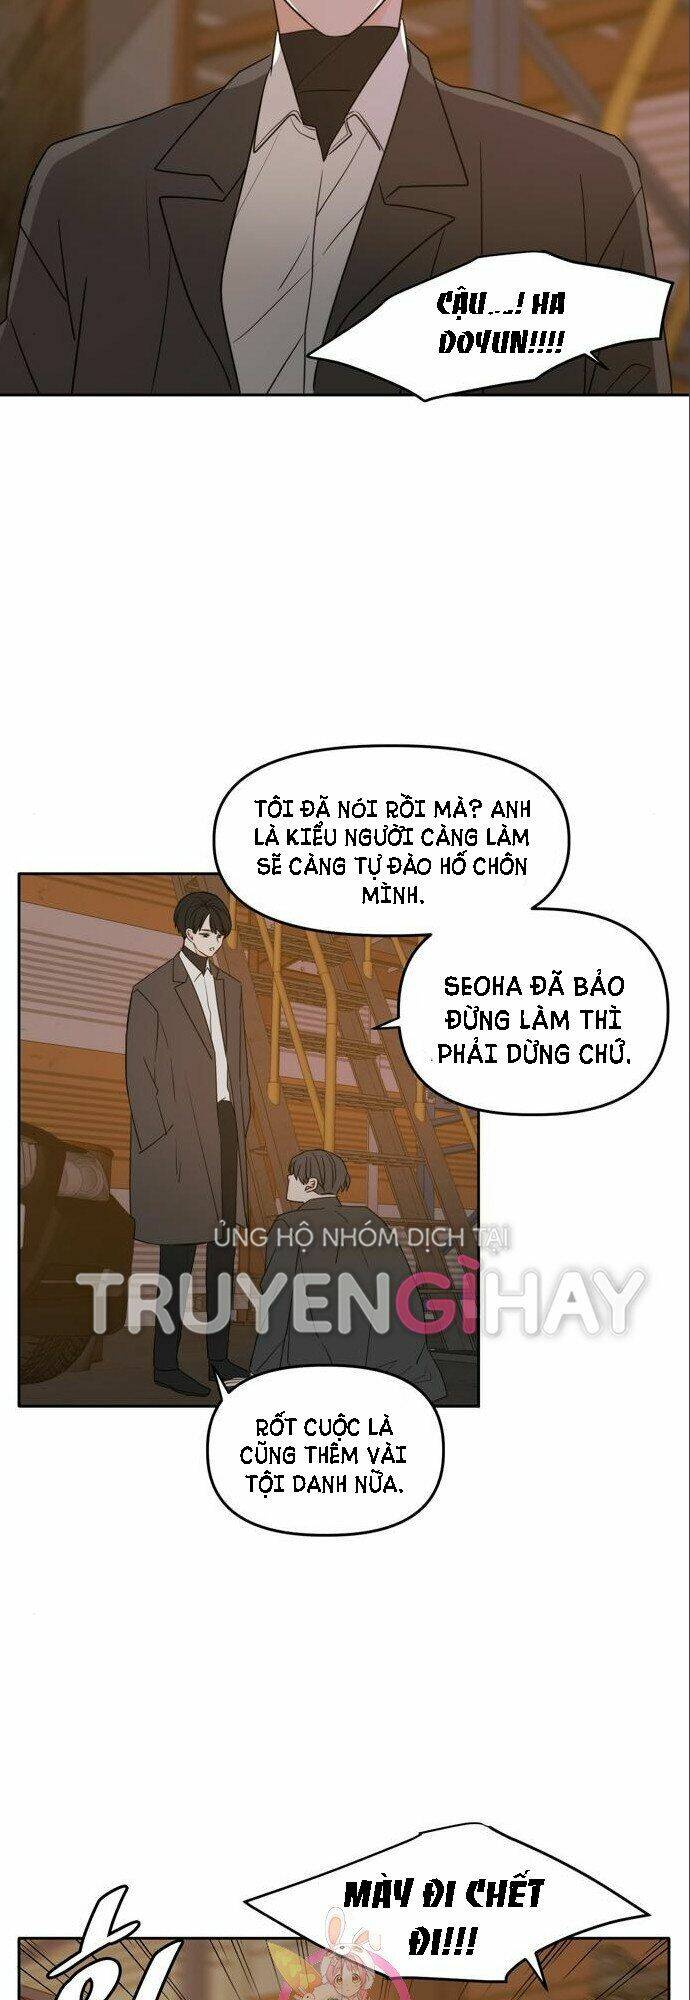 CẬU....! HA
DOYUN!!!!
TÔI ĐÃ NÓI RỒI MÀ? ANH
LÀ KIỂU NGƯỜI CÀNG LÀM
SẼ CÀNG TỰ ĐÀO HỐ CHÔN
MÌNH.
SEOHA ĐÃ BẢO
ĐỪNG LÀM THÌ
PHẢI DỪNG CHỨ.
ỦNG HỘ NHÓM DỊCH TẠI
TRUYENGIHAY
RỐT CUỘC LÀ
CŨNG THÊM VÀI
TỘI DANH NỮA.
MÀY ĐI CHẾT
ĐI!!!